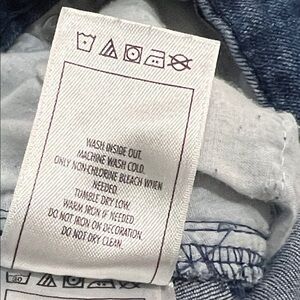 WASH INSIDE OUT.
MACHINE WASH COLD.
ONLY NON-CHLORINE BLEACH WHEN
NEEDED.
TUMBLE DRY LOW.
WARM IRON IF NEEDED.
DO NOT IRON ON DECORATION.
DO NOT DRY CLEAN.